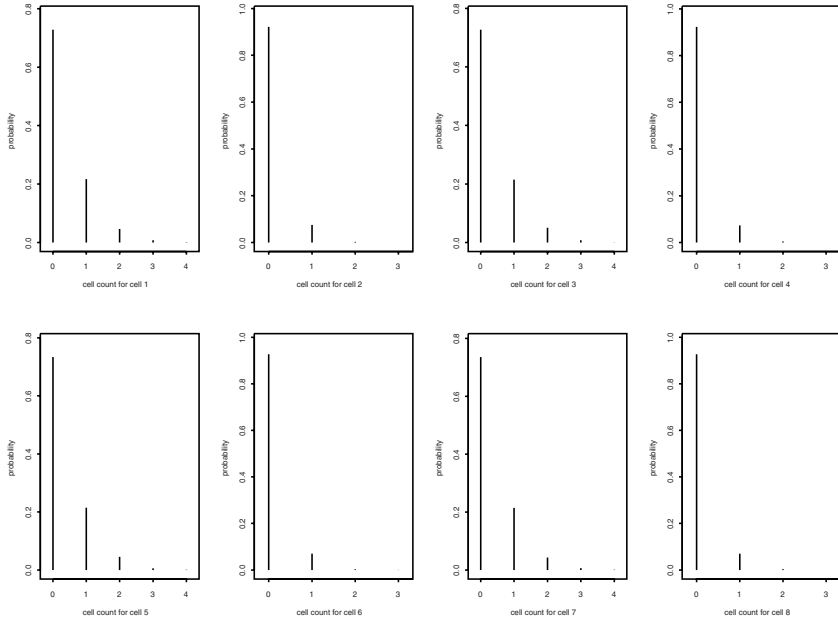 0.8
0.6
0.4
0.2
0.0
probability
0 1 2 3 4
cell count for cell 1
1.0
0.8
0.6
0.4
0.2
0.0
probability
0 1 2 3
cell count for cell 2
0.8
0.6
0.4
0.2
0.0
probability
0 1 2 3 4
cell count for cell 3
1.0
0.8
0.6
0.4
0.2
0.0
probability
0 1 2 3
cell count for cell 4
0.8
0.6
0.4
0.2
0.0
probability
0 1 2 3 4
cell count for cell 5
1.0
0.8
0.6
0.4
0.2
0.0
probability
0 1 2 3
cell count for cell 6
0.8
0.6
0.4
0.2
0.0
probability
0 1 2 3 4
cell count for cell 7
1.0
0.8
0.6
0.4
0.2
0.0
probability
0 1 2 3
cell count for cell 8